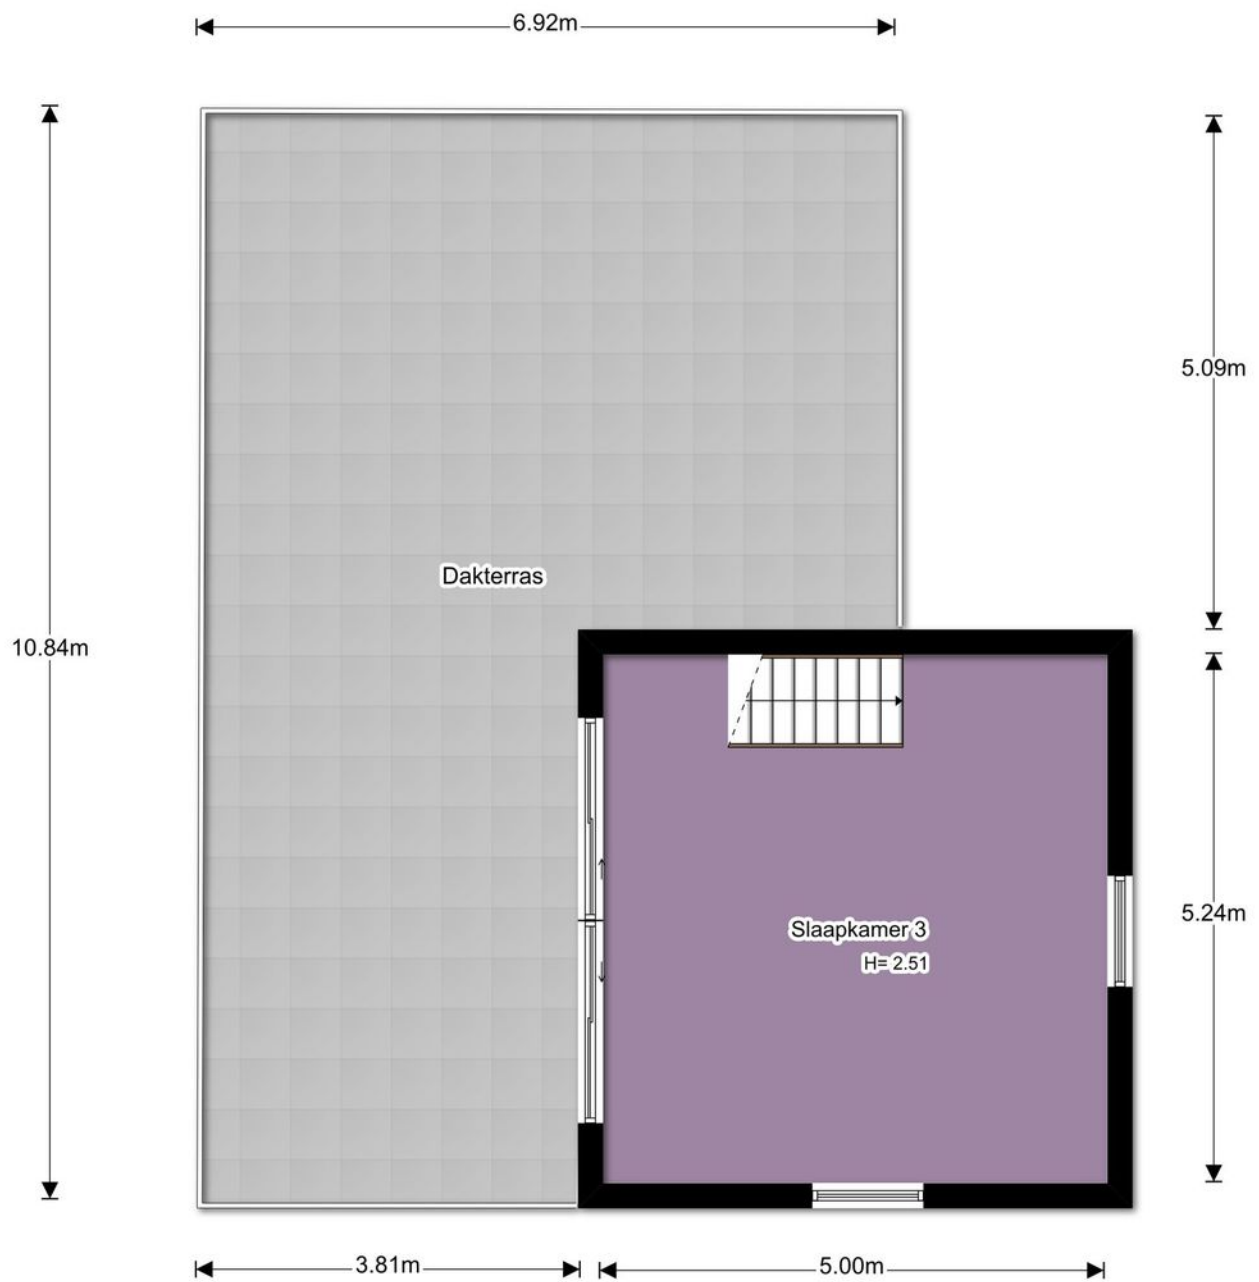 6.92m
5.09m
Dakterras
10.84m
5.24m
Slaapkamer 3
H= 2.51
3.81m
5.00m